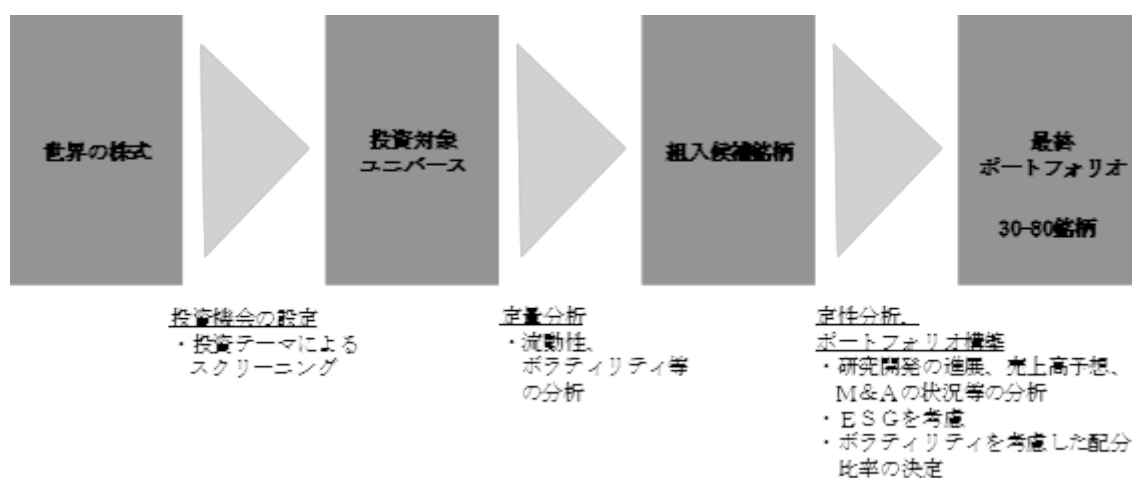 世界の株式
投資対象
ユニバース
組入候補銘柄
最終
ポートフォリオ
30-80銘柄
投資機会の設定
・投資テーマによる
スクリーニング
定量分析
・流動性、
ボラティリティ等
の分析
定性分析、
ポートフォリオ構築
・研究開発の進展、売上高予想、
M&Aの状況等の分析
・ESGを考慮
・ボラティリティを考慮した配分
比率の決定